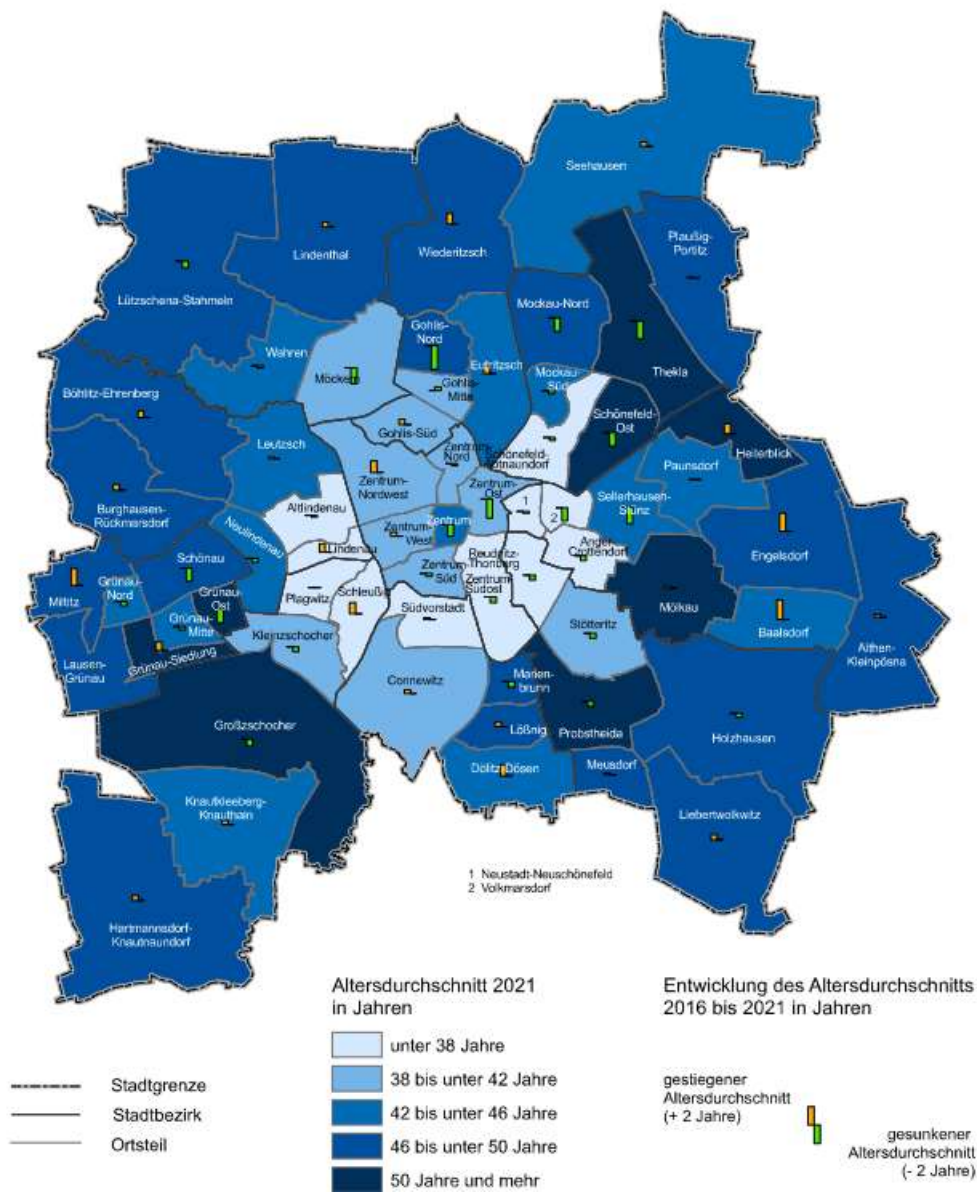 Seehausen
Plaußig-
Portitz
Lindenthal
Wiederitzsch
Lützschena-Stahmeln
Mockau-Nord
Gohlis-
Nord
Thekla
Wahren
Eutritzsch
Möckern
Gohlis-
Mitte
Mockau-
Süd
Böhlitz-Ehrenberg
Schönefeld-
Ost
Gohlis-Süd
Heiterblick
Leutzsch
Zentrum-
Nord
Schönefeld-
Abtnaundorf
Paunsdorf
Zentrum-
Nordwest
Zentrum-
Ost
Sellerhausen-
Stünz
Burghausen-
Rückmarsdorf
Altlindenau
1
2
Neulindenau
Zentrum-
West
Zentrum
Anger-
Crottendorf
Engelsdorf
Lindenau
Reudnitz-
Thonberg
Schönau
Zentrum-
Süd
Zentrum-
Südost
Miltitz
Grünau-
Nord
Grünau-
Ost
Plagwitz
Schleußig
Südvorstadt
Mölkau
Grünau-
Mitte
Kleinzschocher
Stötteritz
Baalsdorf
Althen-
Kleinpösna
Grünau-Siedlung
Lausen-
Grünau
Connewitz
Marien-
brunn
Großzschocher
Lößnig
Probstheida
Holzhausen
Dölitz-Dösen
Meusdorf
Knautkleeberg-
Knauthain
Liebertwolkwitz
Hartmannsdorf-
Knautnaundorf
1 Neustadt-Neuschönefeld
2 Volkmarsdorf
Altersdurchschnitt 2021
in Jahren
unter 38 Jahre
38 bis unter 42 Jahre
42 bis unter 46 Jahre
46 bis unter 50 Jahre
50 Jahre und mehr
Stadtgrenze
Stadtbezirk
Ortsteil
Entwicklung des Altersdurchschnitts
2016 bis 2021 in Jahren
gestiegener
Altersdurchschnitt
(+ 2 Jahre)
gesunkener
Altersdurchschnitt
(- 2 Jahre)